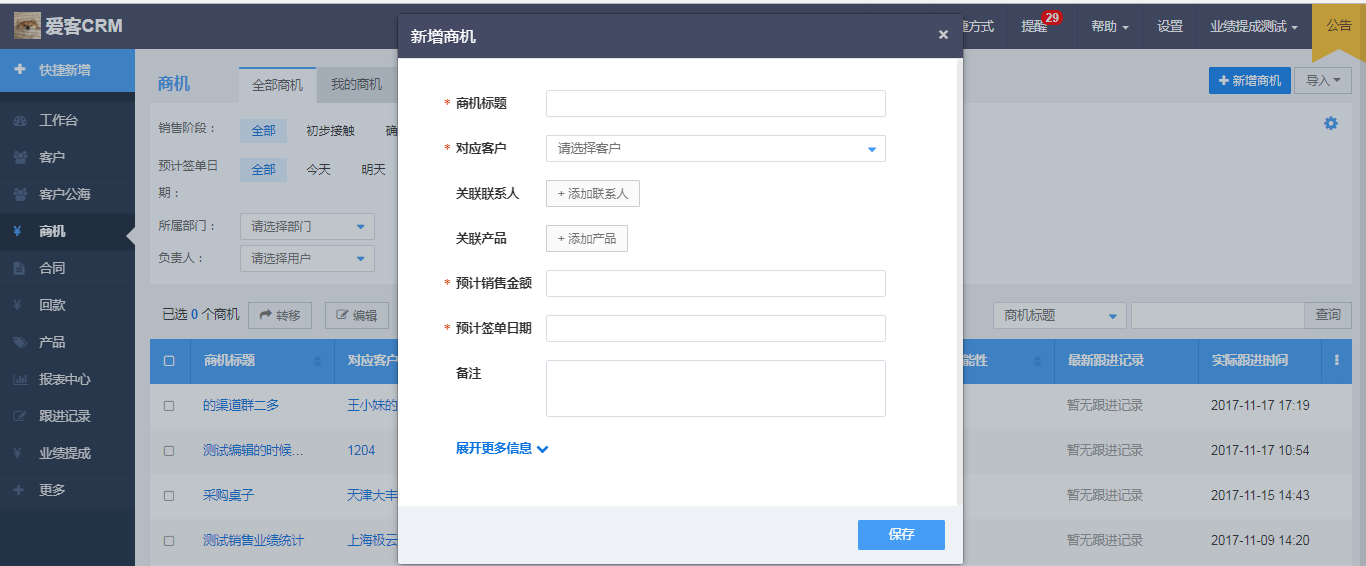 爱客CRM
提醒
29
帮助
设置
业绩提成测试
公告
新增商机
×
快捷新增
工作台
客户
客户公海
商机
合同
回款
产品
报表中心
跟进记录
业绩提成
更多
商机
全部商机
我的商机
+ 新增商机
导入
销售阶段：
全部
初步接触
预计签单日期：
全部
今天
明天
所属部门：
请选择部门
负责人：
请选择用户
已选 0 个商机
转移
编辑
商机标题
查询
商机标题
对应客户
能性
最新跟进记录
实际跟进时间
的渠道群二多
王小妹的
暂无跟进记录
2017-11-17 17:19
测试编辑的时候...
1204
暂无跟进记录
2017-11-17 10:54
采购桌子
天津大丰
暂无跟进记录
2017-11-15 14:43
测试销售业绩统计
上海极云
暂无跟进记录
2017-11-09 14:20
* 商机标题
* 对应客户
请选择客户
关联联系人
+ 添加联系人
关联产品
+ 添加产品
* 预计销售金额
* 预计签单日期
备注
展开更多信息
保存